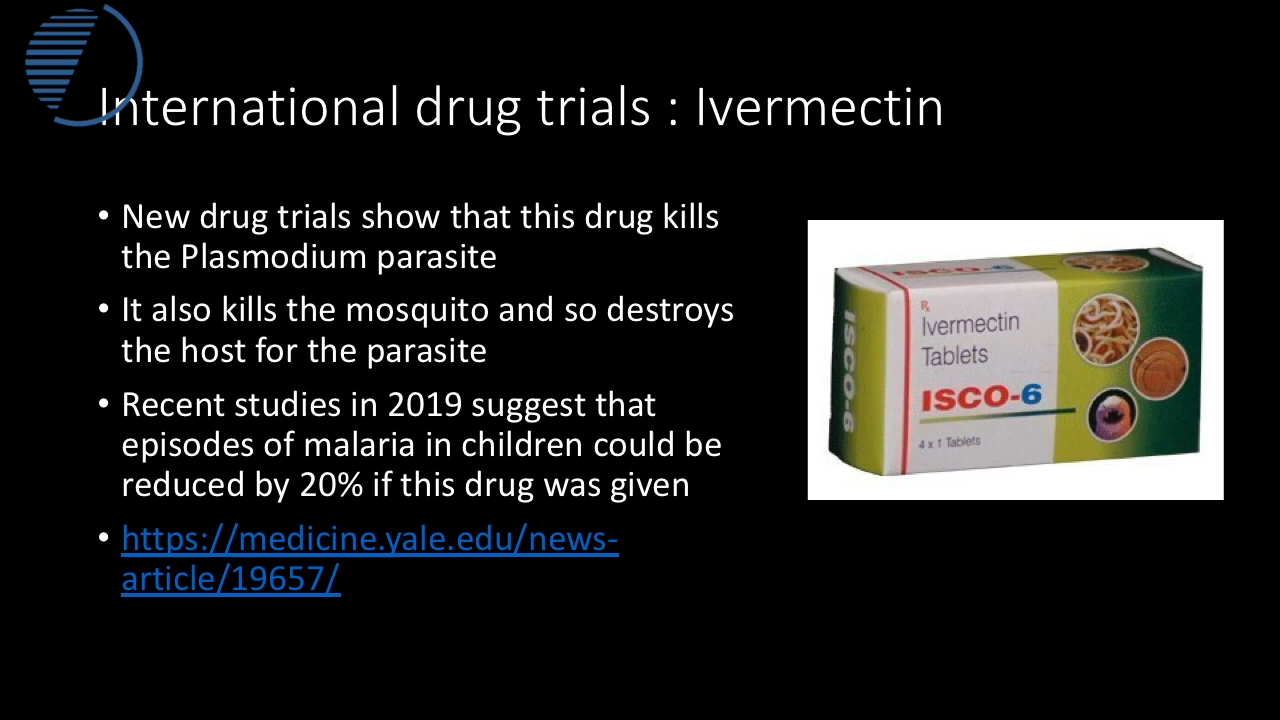 International drug trials : Ivermectin
• New drug trials show that this drug kills
the Plasmodium parasite
• It also kills the mosquito and so destroys
the host for the parasite
• Recent studies in 2019 suggest that
episodes of malaria in children could be
reduced by 20% if this drug was given
• https://medicine.yale.edu/news-
article/19657/
ISCO-6
ISCO-6
Rx
Ivermectin
Tablets
ISCO-6
4 x 1 Tablets